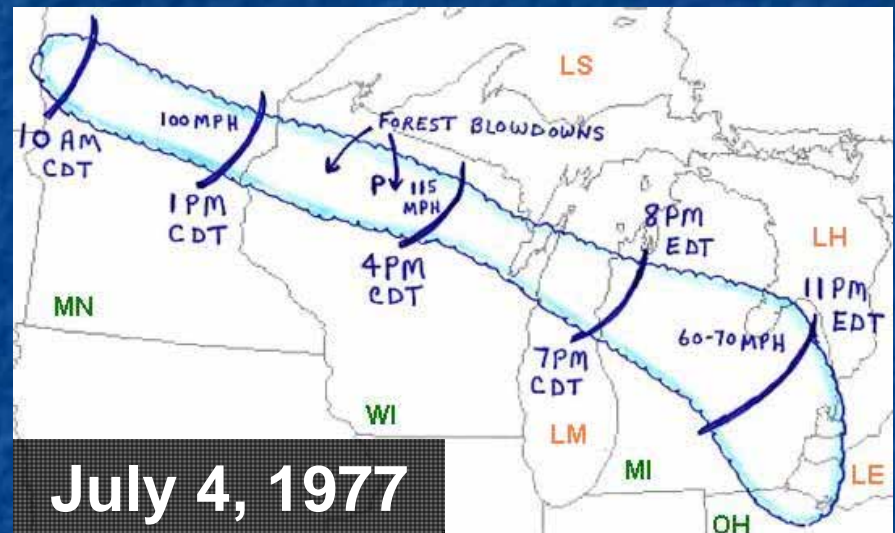 LS
10 AM
CDT
100 MPH
FOREST BLOWDOWNS
1 PM
CDT
P 115
MPH
4 PM
CDT
8 PM
EDT
LH
11 PM
EDT
MN
60-70 MPH
7 PM
CDT
WI
LM
MI
LE
OH
July 4, 1977